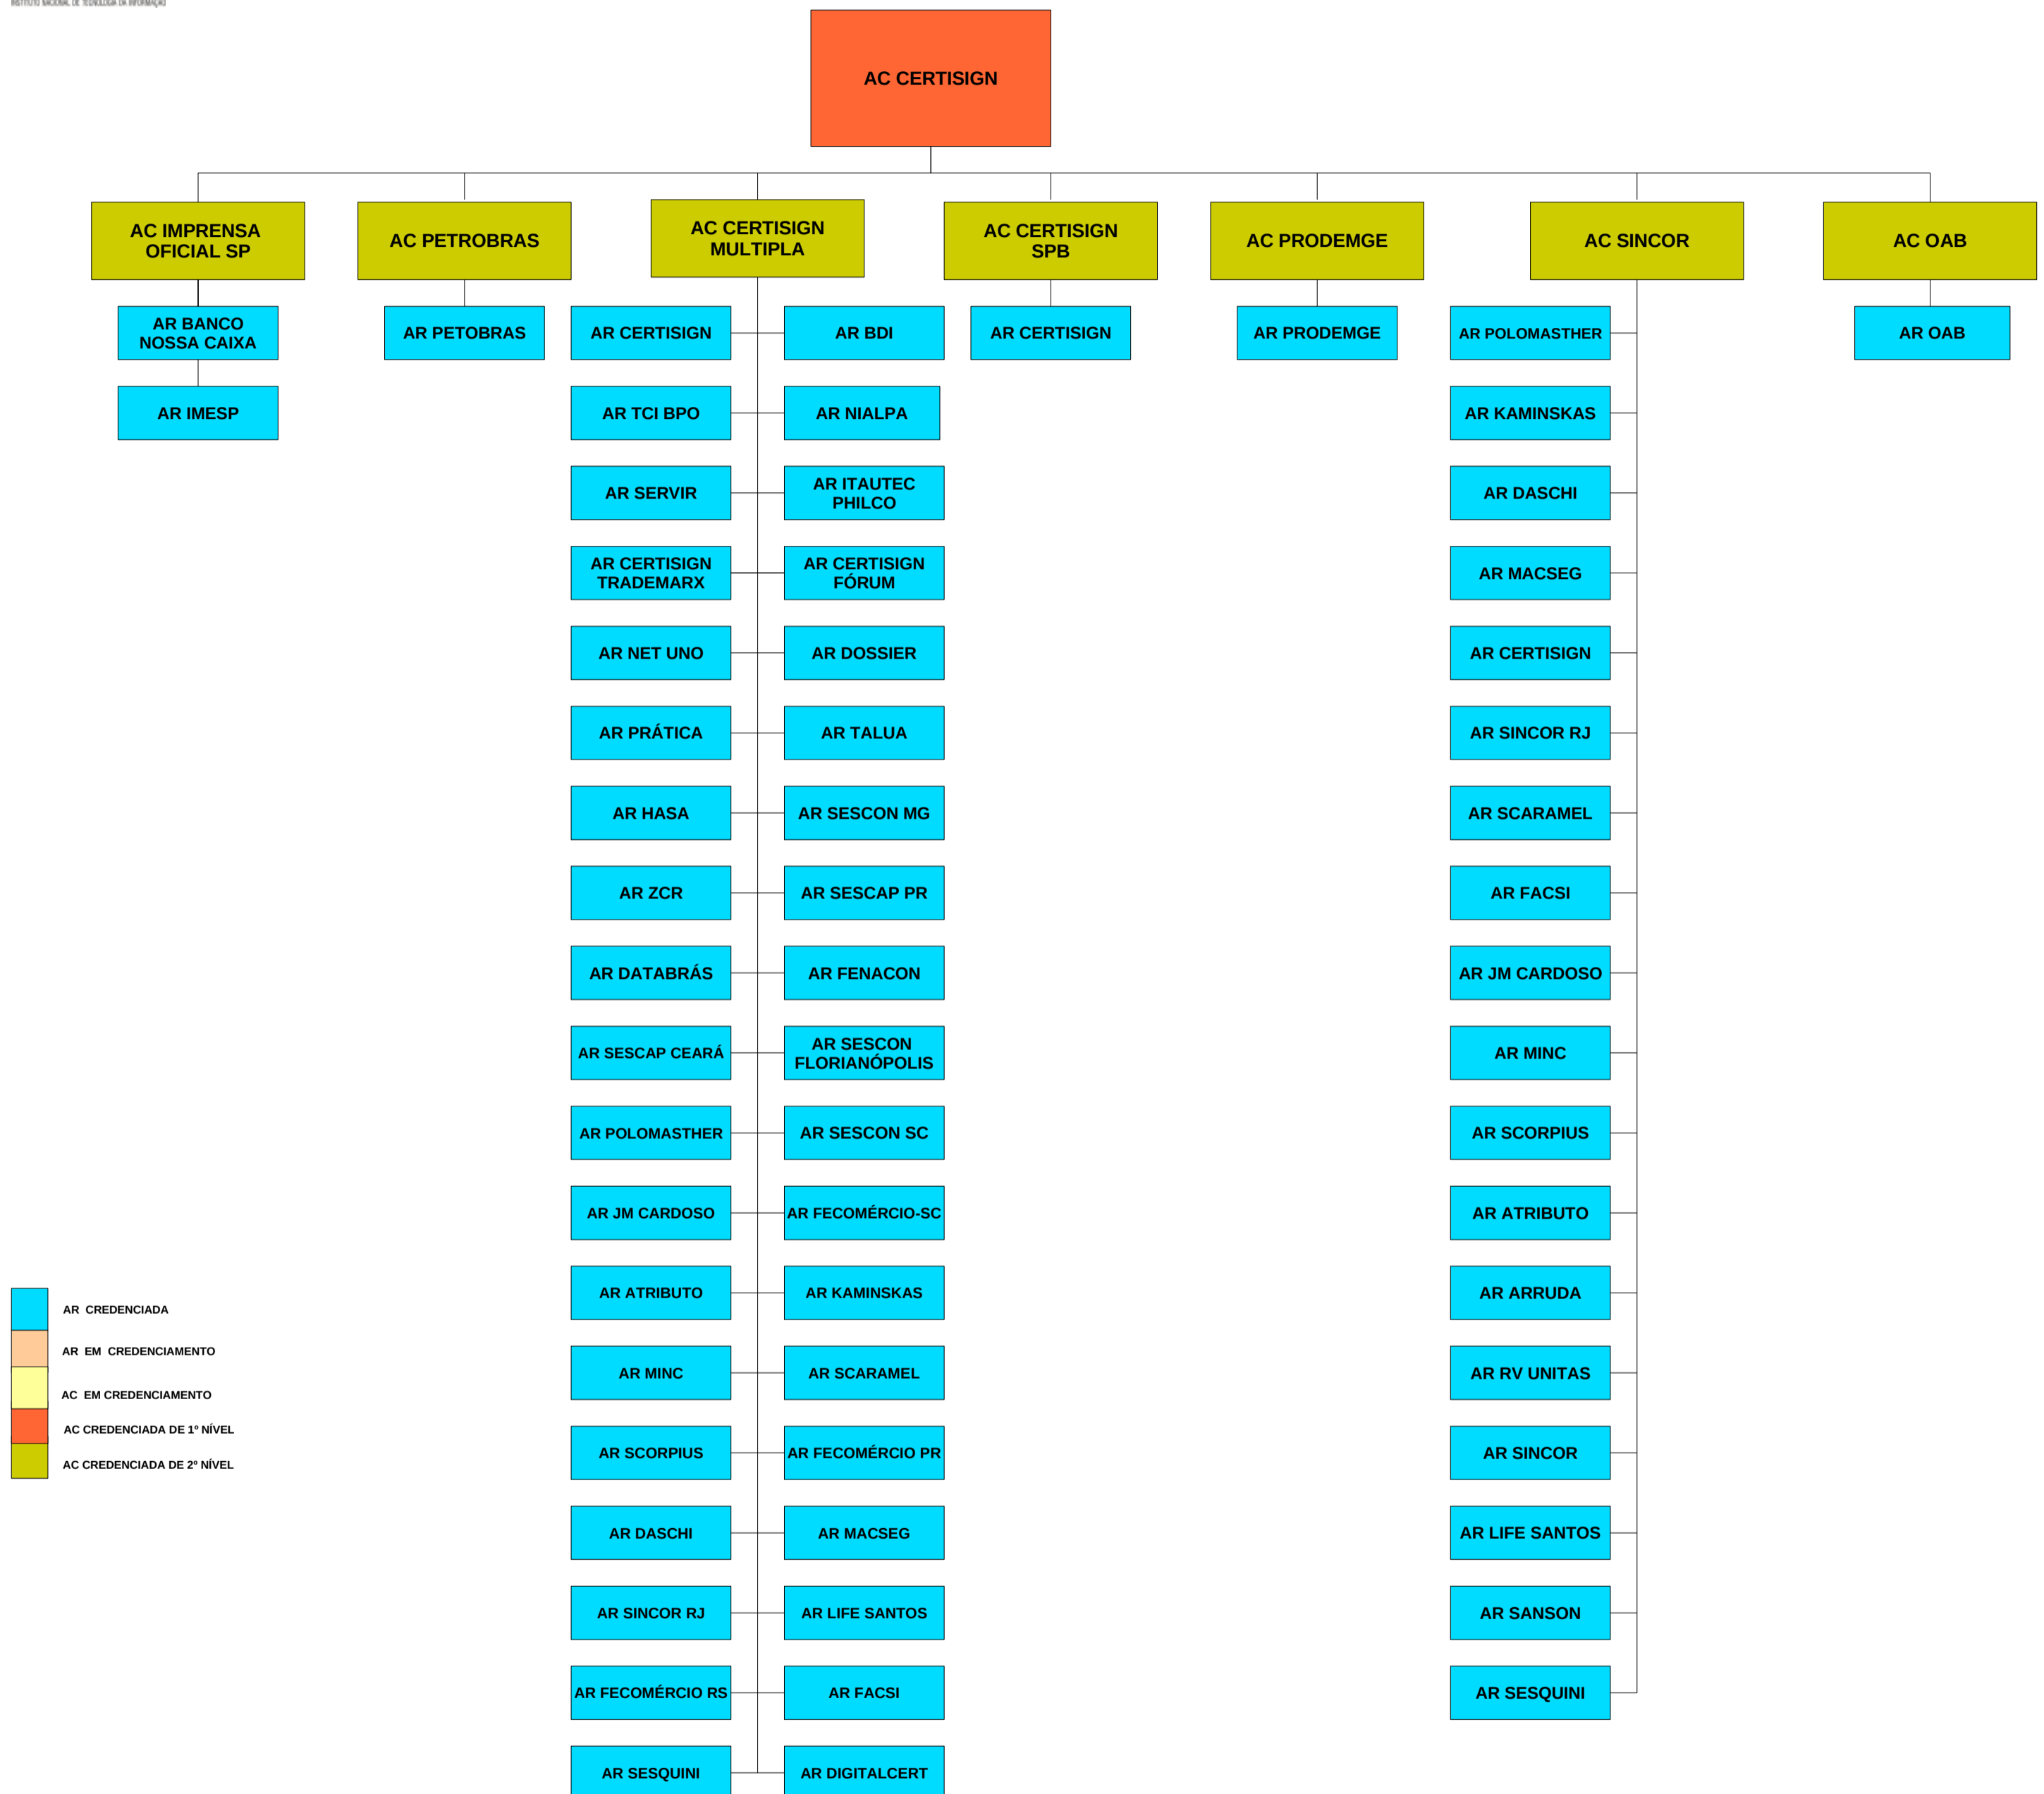 INSTITUTO NACIONAL DE TECNOLOGIA DA INFORMAÇÃO
AC CERTISIGN
AC IMPRENSA
OFICIAL SP
AC PETROBRAS
AC CERTISIGN
MULTIPLA
AC CERTISIGN
SPB
AC PRODEMGE
AC SINCOR
AC OAB
AR BANCO
NOSSA CAIXA
AR PETOBRAS
AR CERTISIGN
AR BDI
AR CERTISIGN
AR PRODEMGE
AR POLOMASTHER
AR OAB
AR IMESP
AR TCI BPO
AR NIALPA
AR KAMINSKAS
AR SERVIR
AR ITAUTEC
PHILCO
AR DASCHI
AR CERTISIGN
TRADEMARX
AR CERTISIGN
FÓRUM
AR MACSEG
AR NET UNO
AR DOSSIER
AR CERTISIGN
AR PRÁTICA
AR TALUA
AR SINCOR RJ
AR HASA
AR SESCON MG
AR SCARAMEL
AR ZCR
AR SESCAP PR
AR FACSI
AR DATABRÁS
AR FENACON
AR JM CARDOSO
AR SESCAP CEARÁ
AR SESCON
FLORIANÓPOLIS
AR MINC
AR POLOMASTHER
AR SESCON SC
AR SCORPIUS
AR JM CARDOSO
AR FECOMÉRCIO-SC
AR ATRIBUTO
AR ATRIBUTO
AR KAMINSKAS
AR ARRUDA
AR MINC
AR SCARAMEL
AR RV UNITAS
AR SCORPIUS
AR FECOMÉRCIO PR
AR SINCOR
AR DASCHI
AR MACSEG
AR LIFE SANTOS
AR SINCOR RJ
AR LIFE SANTOS
AR SANSON
AR FECOMÉRCIO RS
AR FACSI
AR SESQUINI
AR SESQUINI
AR DIGITALCERT
AR CREDENCIADA
AR EM CREDENCIAMENTO
AC EM CREDENCIAMENTO
AC CREDENCIADA DE 1º NÍVEL
AC CREDENCIADA DE 2º NÍVEL